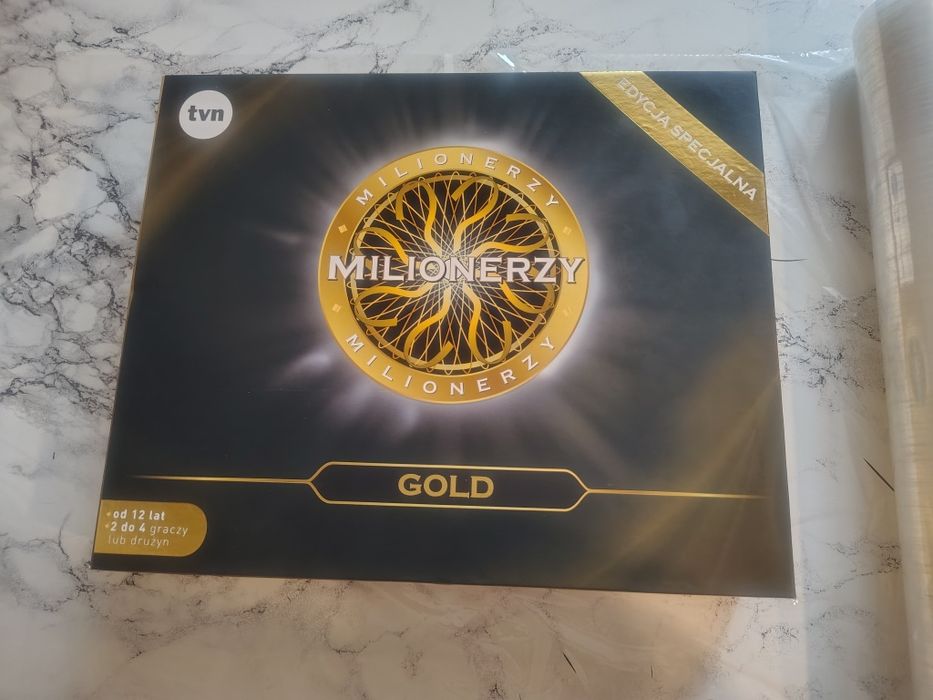 tvn
EDYCJA SPECJALNA
MILIONERZY
MILIONERZY
MILIONERZY
GOLD
• od 12 lat
• 2 do 4 graczy
lub drużyn